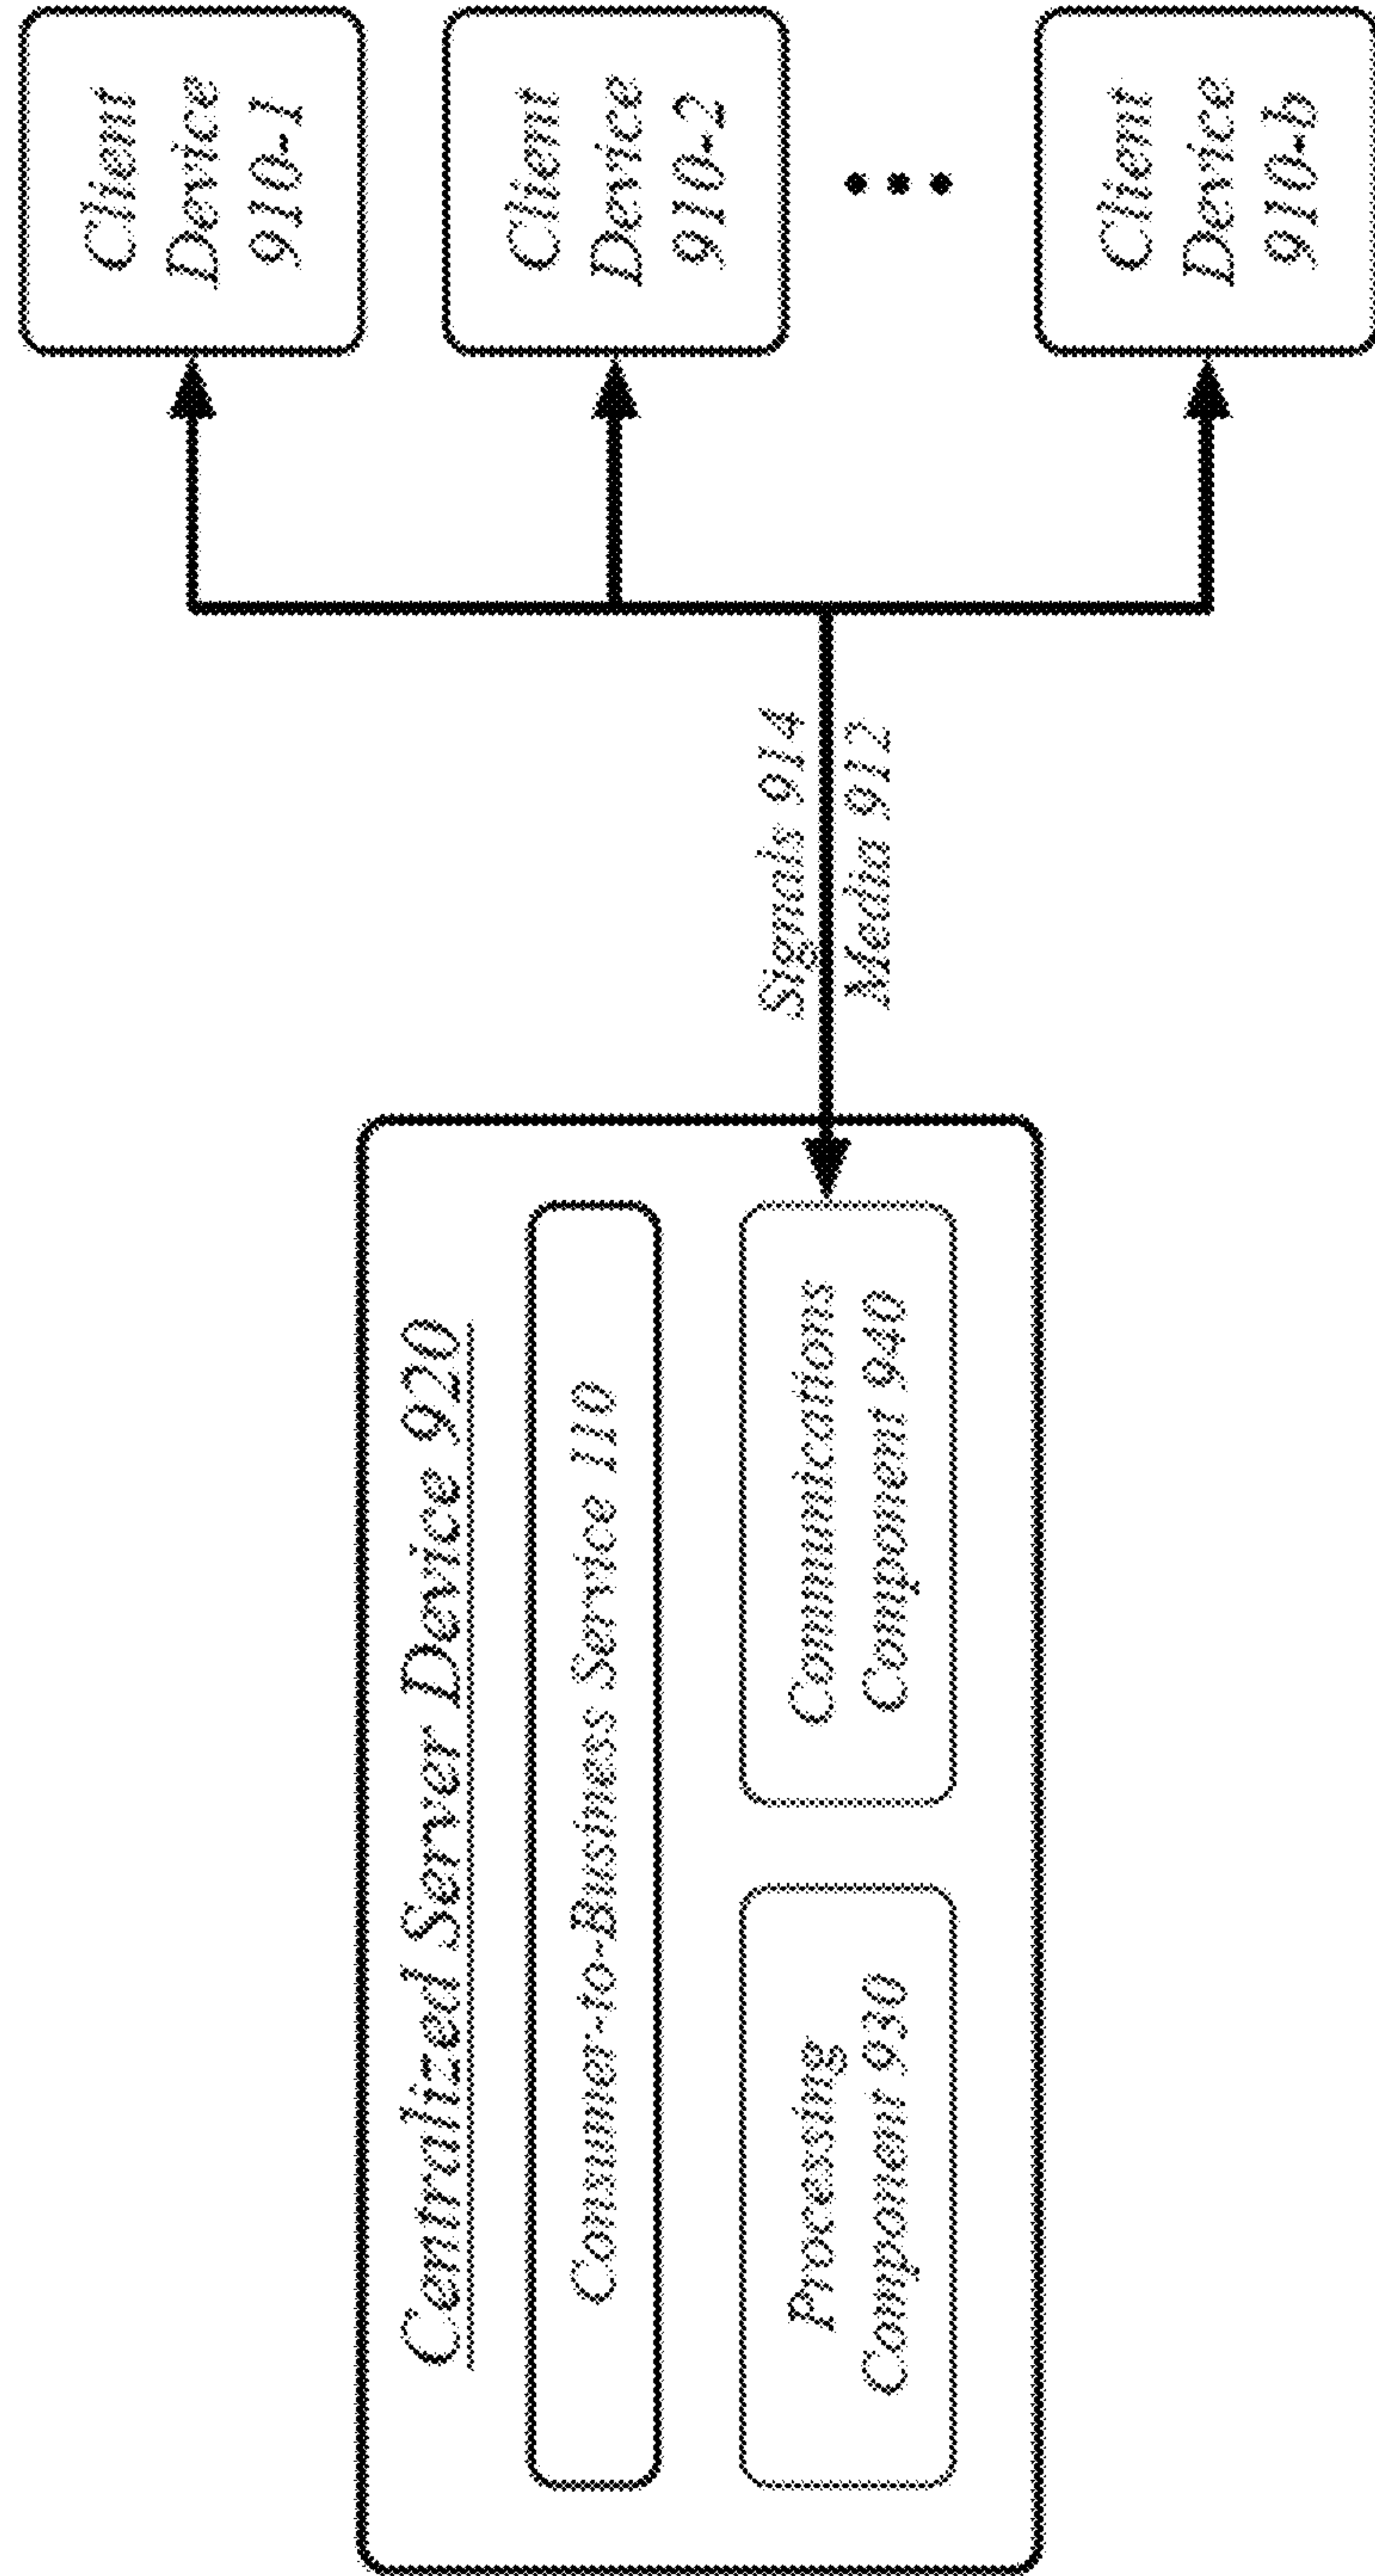 Centralized Server Device 920
Consumer-to-Business Service 110
Processing
Component 930
Communications
Component 940
Signals 914
Media 912
Client
Device
910-1
Client
Device
910-2
Client
Device
910-b